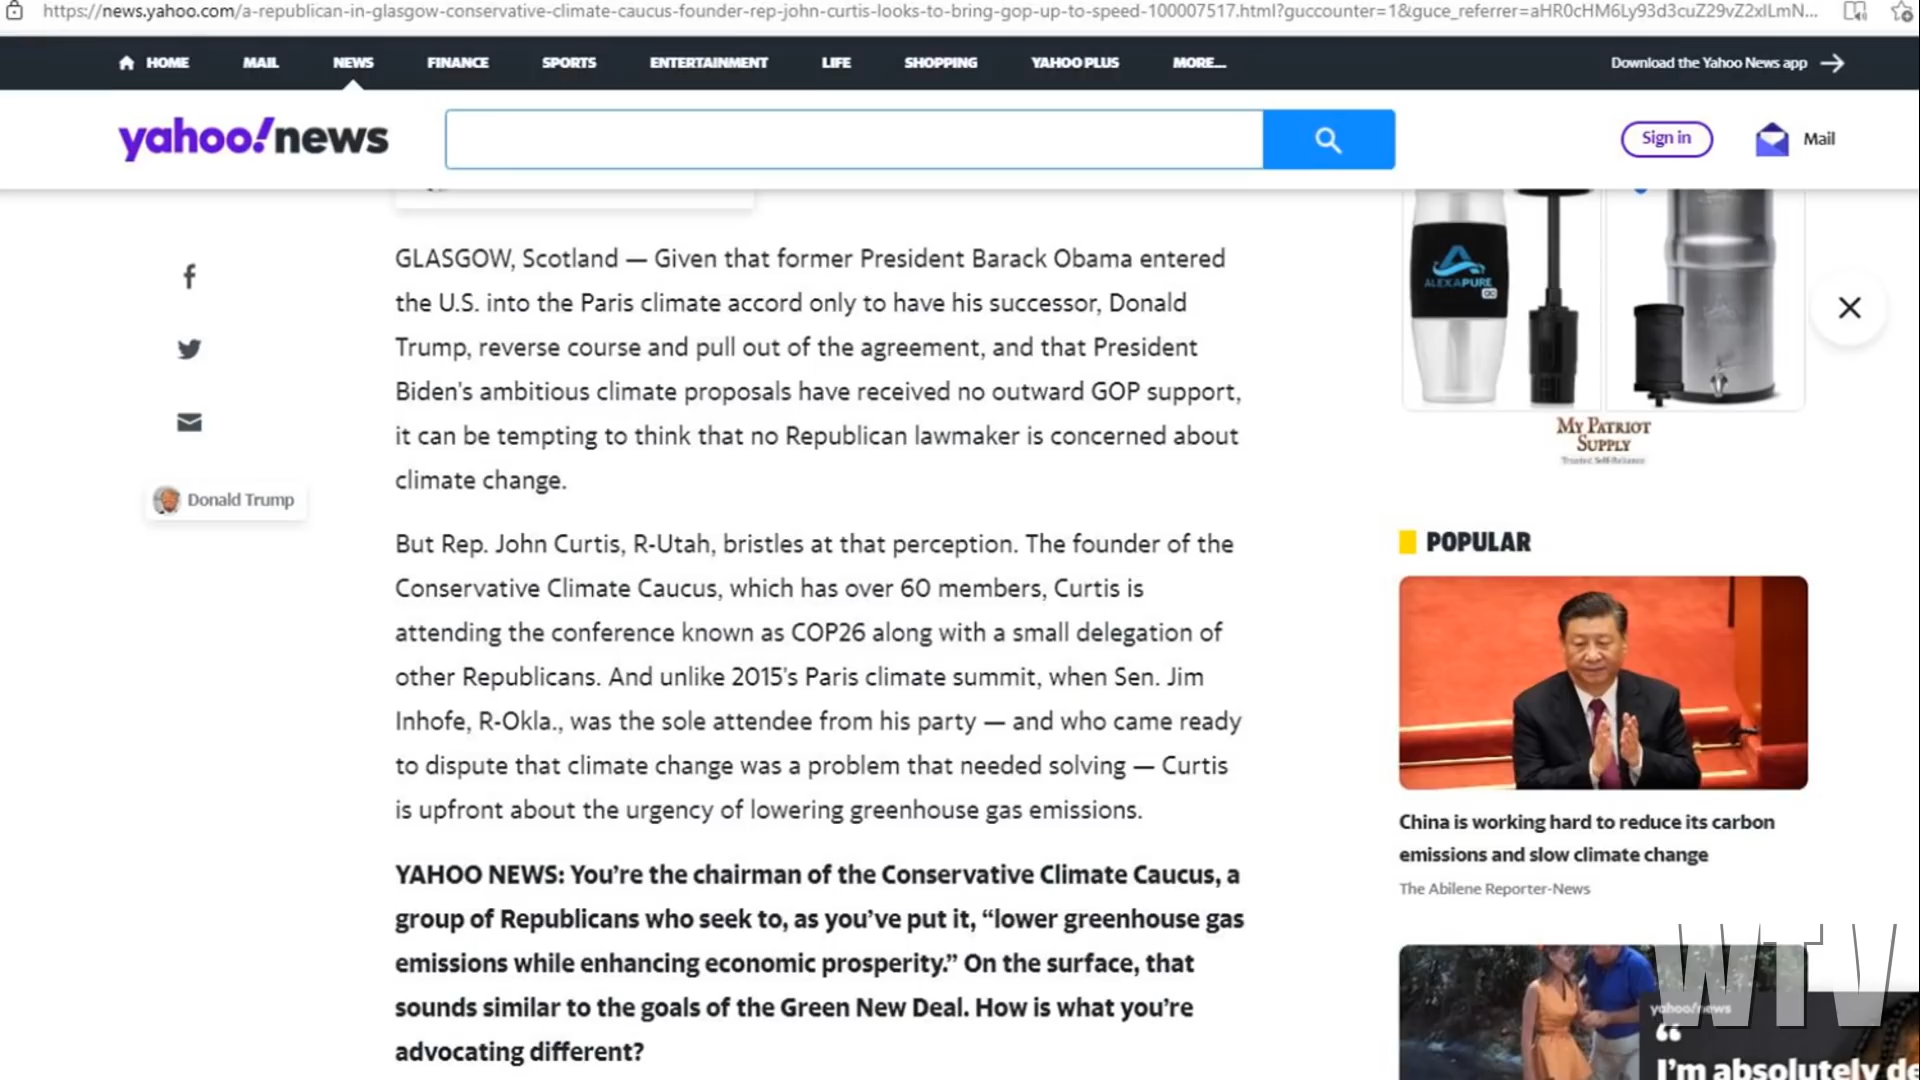 https://news.yahoo.com/a-republican-in-glasgow-conservative-climate-caucus-founder-rep-john-curtis-looks-to-bring-gop-up-to-speed-100007517.html?guccounter=1&guce_referrer=aHR0cHM6Ly93d3cuZ29vZ2xlLmN...
HOME MAIL NEWS FINANCE SPORTS ENTERTAINMENT LIFE SHOPPING YAHOO PLUS MORE... Download the Yahoo News app
yahoo!news Sign in Mail
GLASGOW, Scotland — Given that former President Barack Obama entered
the U.S. into the Paris climate accord only to have his successor, Donald
Trump, reverse course and pull out of the agreement, and that President
Biden's ambitious climate proposals have received no outward GOP support,
it can be tempting to think that no Republican lawmaker is concerned about
climate change.
Donald Trump
But Rep. John Curtis, R-Utah, bristles at that perception. The founder of the
Conservative Climate Caucus, which has over 60 members, Curtis is
attending the conference known as COP26 along with a small delegation of
other Republicans. And unlike 2015's Paris climate summit, when Sen. Jim
Inhofe, R-Okla., was the sole attendee from his party — and who came ready
to dispute that climate change was a problem that needed solving — Curtis
is upfront about the urgency of lowering greenhouse gas emissions.
YAHOO NEWS: You're the chairman of the Conservative Climate Caucus, a
group of Republicans who seek to, as you've put it, “lower greenhouse gas
emissions while enhancing economic prosperity.” On the surface, that
sounds similar to the goals of the Green New Deal. How is what you're
advocating different?
ALEXAPURE
GO
MY PATRIOT
SUPPLY
Trusted Self-Reliance
POPULAR
China is working hard to reduce its carbon
emissions and slow climate change
The Abilene Reporter-News
WTV
yahoo!news
“
I'm absolutely de